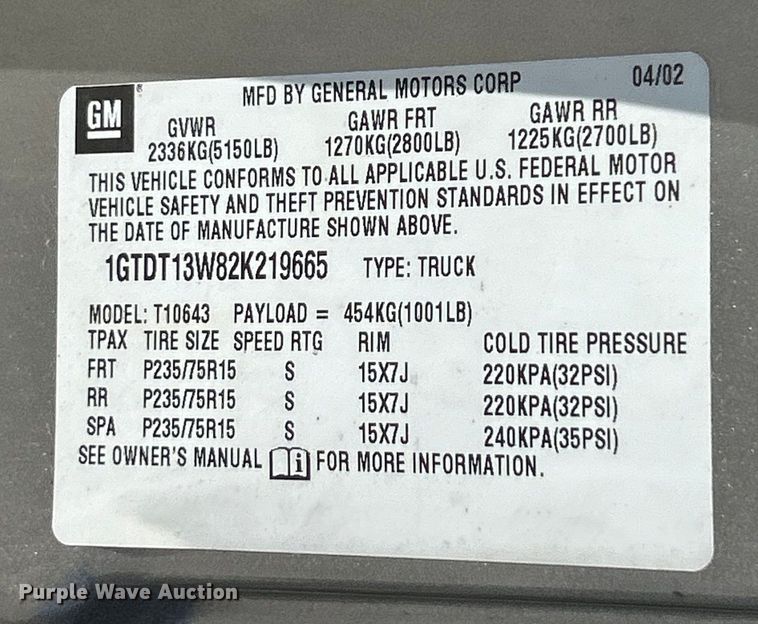 GM
MFD BY GENERAL MOTORS CORP 04/02
GVWR GAWR FRT GAWR RR
2336KG(5150LB) 1270KG(2800LB) 1225KG(2700LB)
THIS VEHICLE CONFORMS TO ALL APPLICABLE U.S. FEDERAL MOTOR
VEHICLE SAFETY AND THEFT PREVENTION STANDARDS IN EFFECT ON
THE DATE OF MANUFACTURE SHOWN ABOVE.
1GTDT13W82K219665 TYPE: TRUCK
MODEL: T10643 PAYLOAD = 454KG(1001LB)
TPAX TIRE SIZE SPEED RTG RIM COLD TIRE PRESSURE
FRT P235/75R15 S 15X7J 220KPA(32PSI)
RR P235/75R15 S 15X7J 220KPA(32PSI)
SPA P235/75R15 S 15X7J 240KPA(35PSI)
SEE OWNER'S MANUAL i FOR MORE INFORMATION.
Purple Wave Auction